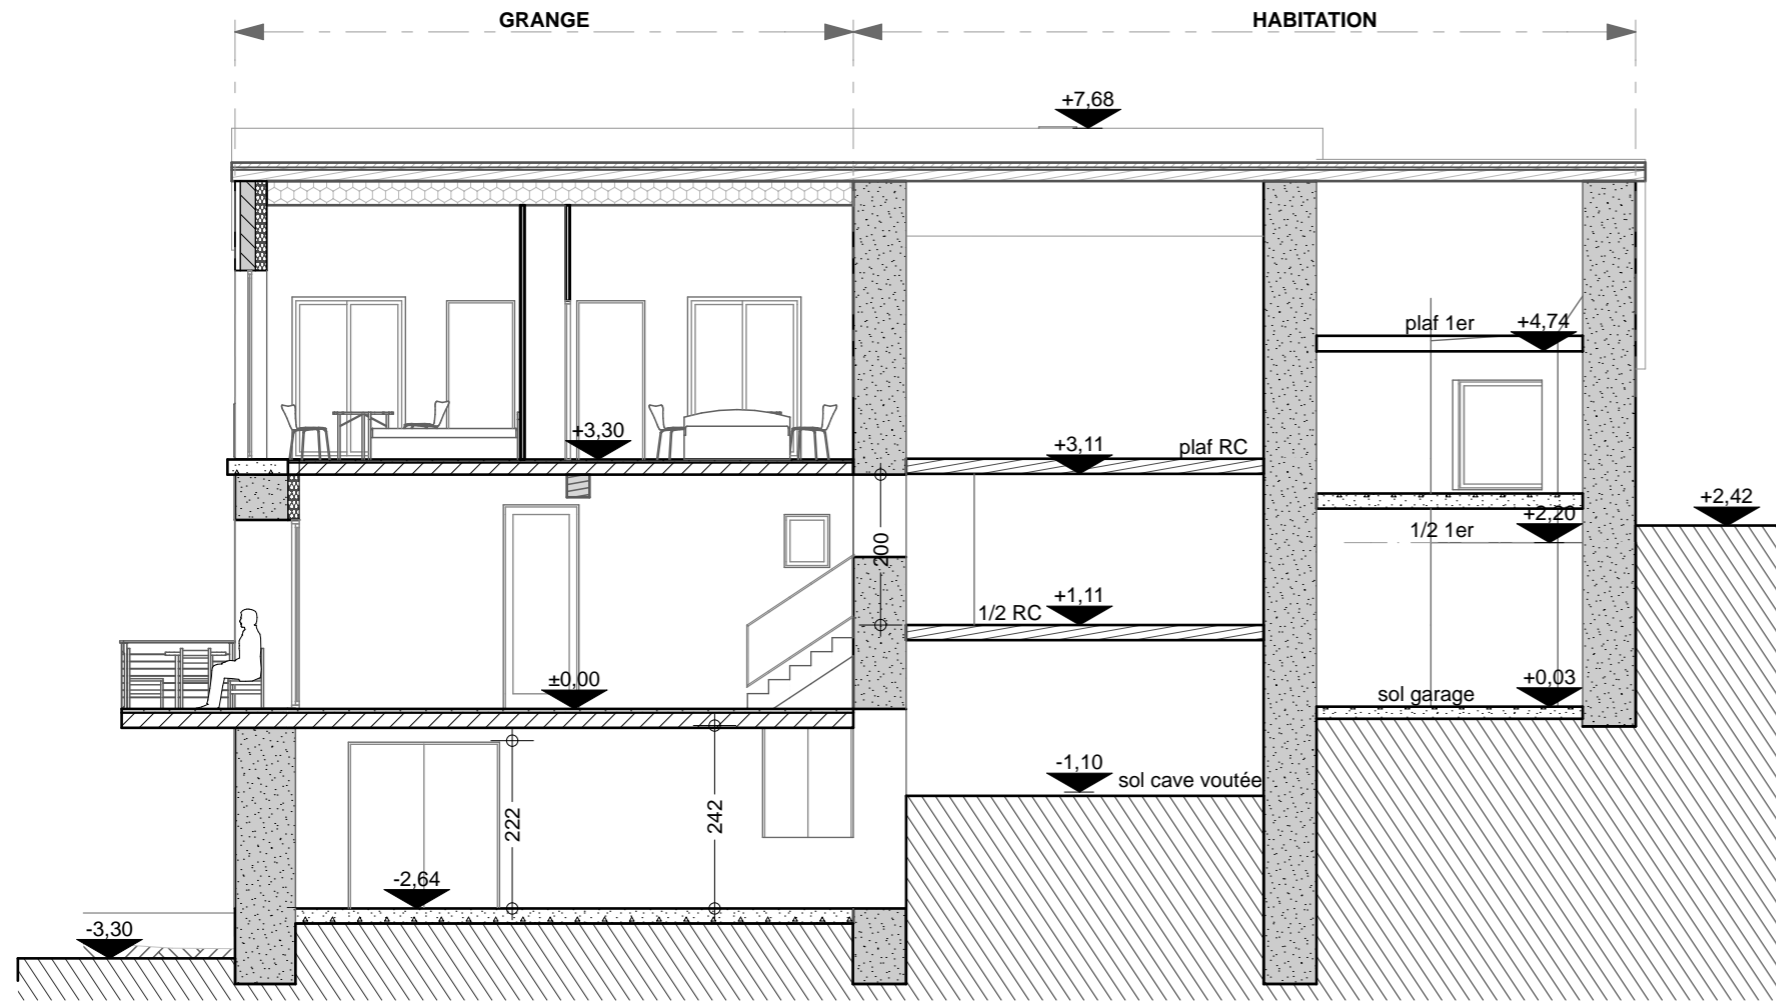 GRANGE
HABITATION
+7,68
plaf 1er
+4,74
+3,30
+3,11
plaf RC
+2,42
1/2 1er
+2,20
200
1/2 RC
+1,11
±0,00
sol garage
+0,03
-1,10
sol cave voutée
222
242
-2,64
-3,30